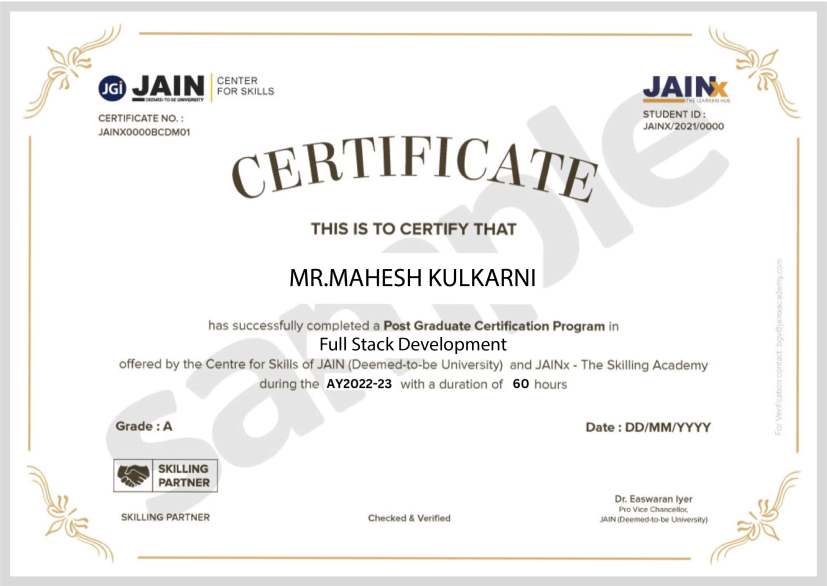 JGi JAIN
DEEMED-TO-BE UNIVERSITY
CENTER
FOR SKILLS
JAINx
THE LEARNING HUB
CERTIFICATE NO. :
JAINX0000BCDM01
STUDENT ID :
JAINX/2021/0000
CERTIFICATE
THIS IS TO CERTIFY THAT
MR.MAHESH KULKARNI
has successfully completed a Post Graduate Certification Program in
Full Stack Development
offered by the Centre for Skills of JAIN (Deemed-to-be University) and JAINx - The Skilling Academy
during the AY2022-23 with a duration of 60 hours
Grade : A
Date : DD/MM/YYYY
SKILLING
PARTNER
SKILLING PARTNER
Checked & Verified
Dr. Easwaran Iyer
Pro Vice Chancellor,
JAIN (Deemed-to-be University)
For Verification contact: bgv@jainxacademy.com
sample